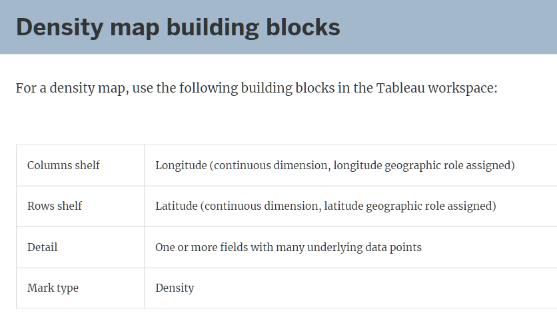 Density map building blocks
For a density map, use the following building blocks in the Tableau workspace:
Columns shelf Longitude (continuous dimension, longitude geographic role assigned)
Rows shelf Latitude (continuous dimension, latitude geographic role assigned)
Detail One or more fields with many underlying data points
Mark type Density